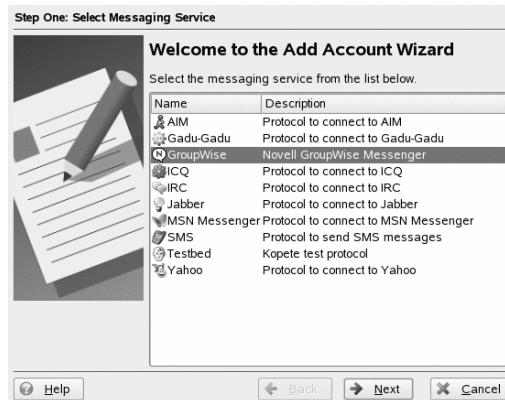 Step One: Select Messaging Service
Welcome to the Add Account Wizard
Select the messaging service from the list below.
Name Description
AIM Protocol to connect to AIM
Gadu-Gadu Protocol to connect to Gadu-Gadu
GroupWise Novell GroupWise Messenger
ICQ Protocol to connect to ICQ
IRC Protocol to connect to IRC
Jabber Protocol to connect to Jabber
MSN Messenger Protocol to connect to MSN Messenger
SMS Protocol to send SMS messages
Testbed Kopete test protocol
Yahoo Protocol to connect to Yahoo
Help Back Next Cancel